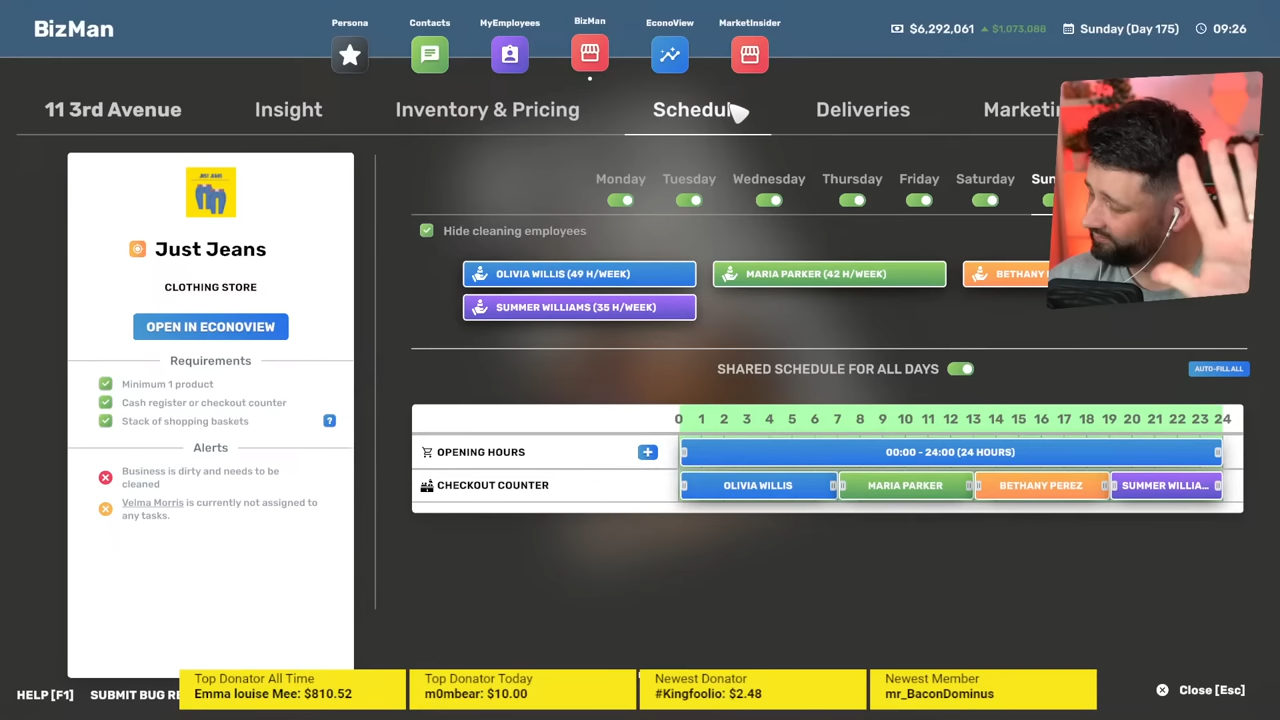 BizMan
Persona
Contacts
MyEmployees
BizMan
EconoView
MarketInsider
$6,292,061
$1,073,088
Sunday (Day 175)
09:26
11 3rd Avenue
Insight
Inventory & Pricing
Schedul
Deliveries
Marketin
JUST JEANS
Just Jeans
CLOTHING STORE
OPEN IN ECONOVIEW
Requirements
Minimum 1 product
Cash register or checkout counter
Stack of shopping baskets
?
Alerts
Business is dirty and needs to be
cleaned
Velma Morris is currently not assigned to
any tasks.
Monday
Tuesday
Wednesday
Thursday
Friday
Saturday
Sun
Hide cleaning employees
OLIVIA WILLIS (49 H/WEEK)
MARIA PARKER (42 H/WEEK)
BETHANY
SUMMER WILLIAMS (35 H/WEEK)
SHARED SCHEDULE FOR ALL DAYS
AUTO-FILL ALL
0 1 2 3 4 5 6 7 8 9 10 11 12 13 14 15 16 17 18 19 20 21 22 23 24
OPENING HOURS
+
00:00 - 24:00 (24 HOURS)
CHECKOUT COUNTER
OLIVIA WILLIS
MARIA PARKER
BETHANY PEREZ
SUMMER WILLIA...
HELP [F1]
SUBMIT BUG RE
Top Donator All Time
Emma louise Mee: $810.52
Top Donator Today
m0mbear: $10.00
Newest Donator
#Kingfoolio: $2.48
Newest Member
mr_BaconDominus
Close [Esc]